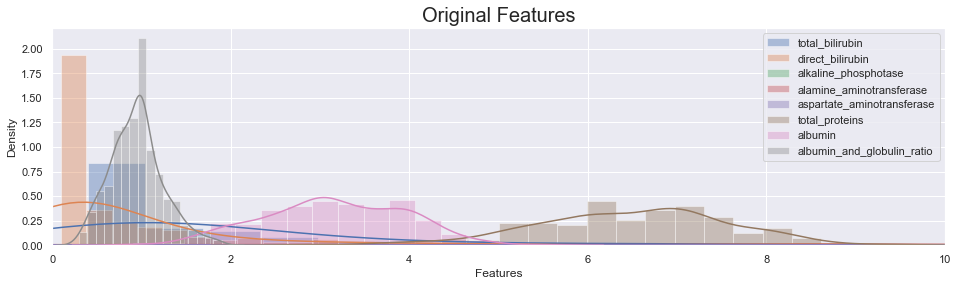 Original Features
Density
2.00
1.75
1.50
1.25
1.00
0.75
0.50
0.25
0.00
0
2
4
6
8
10
Features
total_bilirubin
direct_bilirubin
alkaline_phosphotase
alamine_aminotransferase
aspartate_aminotransferase
total_proteins
albumin
albumin_and_globulin_ratio